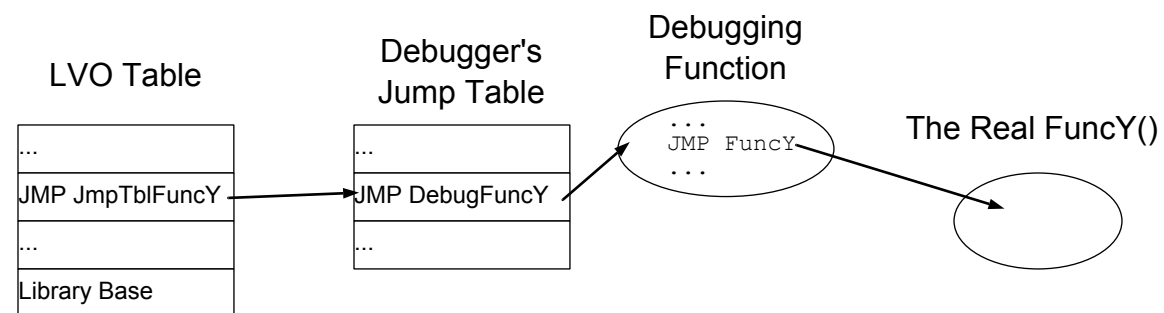 LVO Table
...
JMP JmpTblFuncY
...
Library Base
Debugger's
Jump Table
...
JMP DebugFuncY
...
Debugging
Function
...
JMP FuncY
...
The Real FuncY()